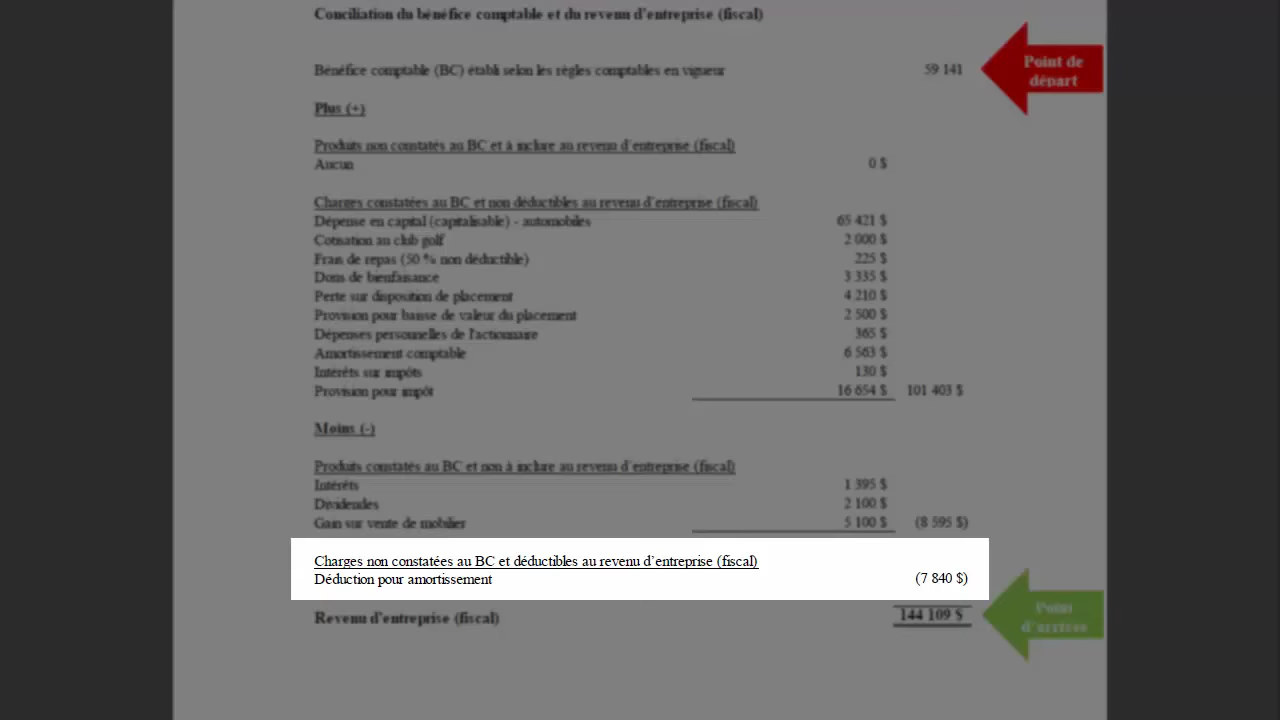 Conciliation du bénéfice comptable et du revenu d'entreprise (fiscal)
Bénéfice comptable (BC) établi selon les règles comptables en vigueur 59 141
Point de
départ
Plus (+)
Produits non constatés au BC et à inclure au revenu d'entreprise (fiscal)
Aucun 0 $
Charges constatées au BC et non déductibles au revenu d'entreprise (fiscal)
Dépense en capital (capitalisable) - automobiles 65 421 $
Cotisation au club golf 2 000 $
Frais de repas (50 % non déductible) 225 $
Dons de bienfaisance 3 335 $
Perte sur disposition de placement 4 210 $
Provision pour baisse de valeur du placement 2 500 $
Dépenses personnelles de l'actionnaire 365 $
Amortissement comptable 6 563 $
Intérêts sur impôts 130 $
Provision pour impôt 16 654 $ 101 403 $
Moins (-)
Produits constatés au BC et non à inclure au revenu d'entreprise (fiscal)
Intérêts 1 395 $
Dividendes 2 100 $
Gain sur vente de mobilier 5 100 $ (8 595 $)
Charges non constatées au BC et déductibles au revenu d'entreprise (fiscal)
Déduction pour amortissement (7 840 $)
Revenu d'entreprise (fiscal) 144 109 $
Point
d'arrivée